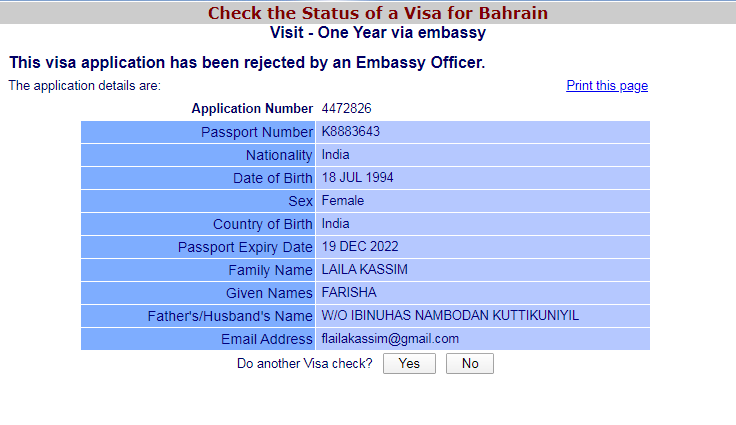 Check the Status of a Visa for Bahrain
Visit - One Year via embassy
This visa application has been rejected by an Embassy Officer.
The application details are: Print this page
Application Number 4472826
Passport Number K8883643
Nationality India
Date of Birth 18 JUL 1994
Sex Female
Country of Birth India
Passport Expiry Date 19 DEC 2022
Family Name LAILA KASSIM
Given Names FARISHA
Father's/Husband's Name W/O IBINUHAS NAMBODAN KUTTIKUNIYIL
Email Address flailakassim@gmail.com
Do another Visa check? Yes No